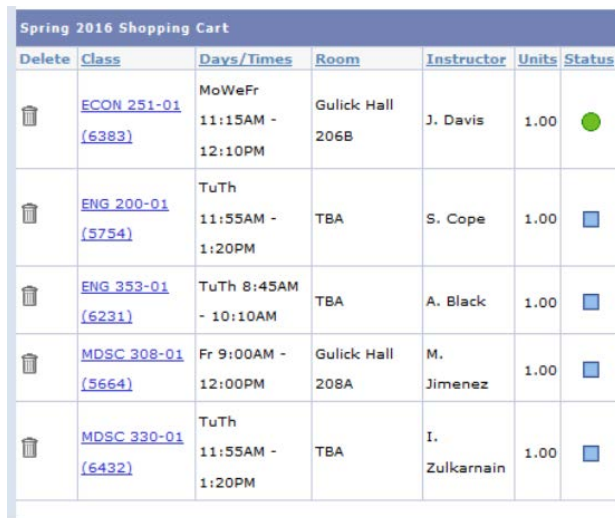 Spring 2016 Shopping Cart
Delete Class Days/Times Room Instructor Units Status
ECON 251-01
(6383)
MoWeFr
11:15AM -
12:10PM
Gulick Hall
206B
J. Davis
1.00
ENG 200-01
(5754)
TuTh
11:55AM -
1:20PM
TBA
S. Cope
1.00
ENG 353-01
(6231)
TuTh 8:45AM
- 10:10AM
TBA
A. Black
1.00
MDSC 308-01
(5664)
Fr 9:00AM -
12:00PM
Gulick Hall
208A
M.
Jimenez
1.00
MDSC 330-01
(6432)
TuTh
11:55AM -
1:20PM
TBA
I.
Zulkarnain
1.00